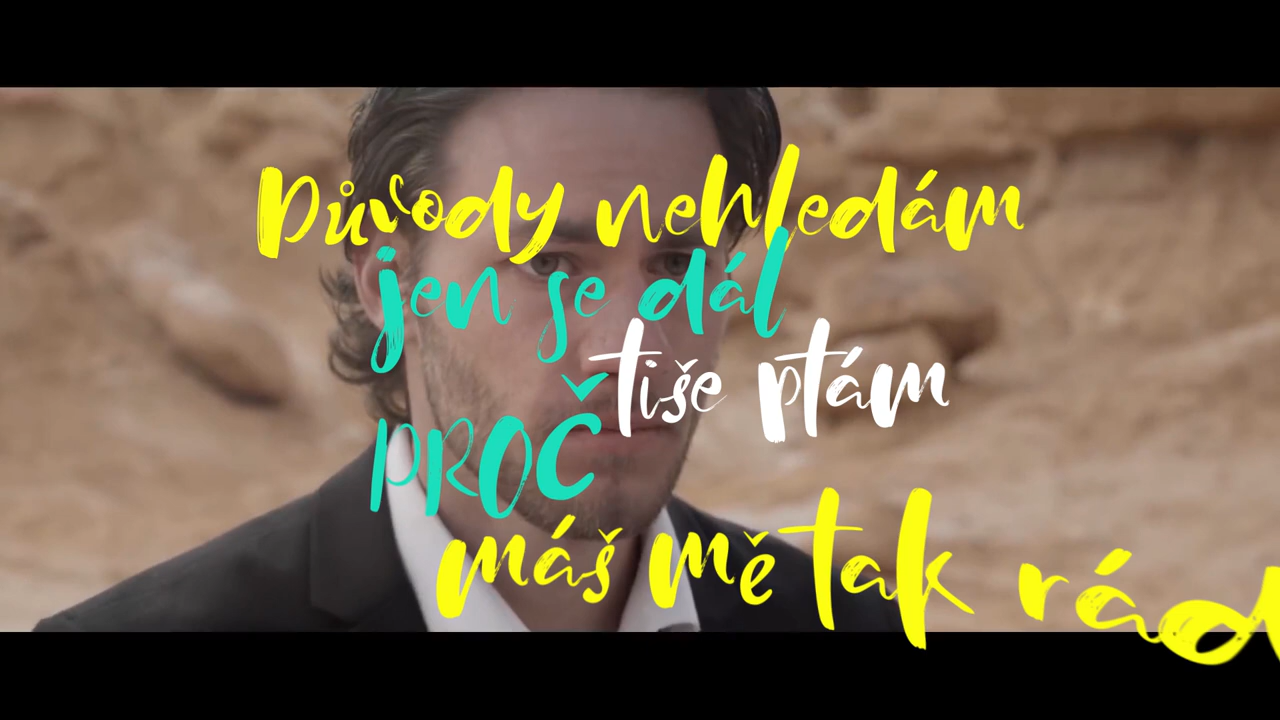 Důvody nehledám
jen se dál
tiše ptám
PROČ
máš mě tak rád